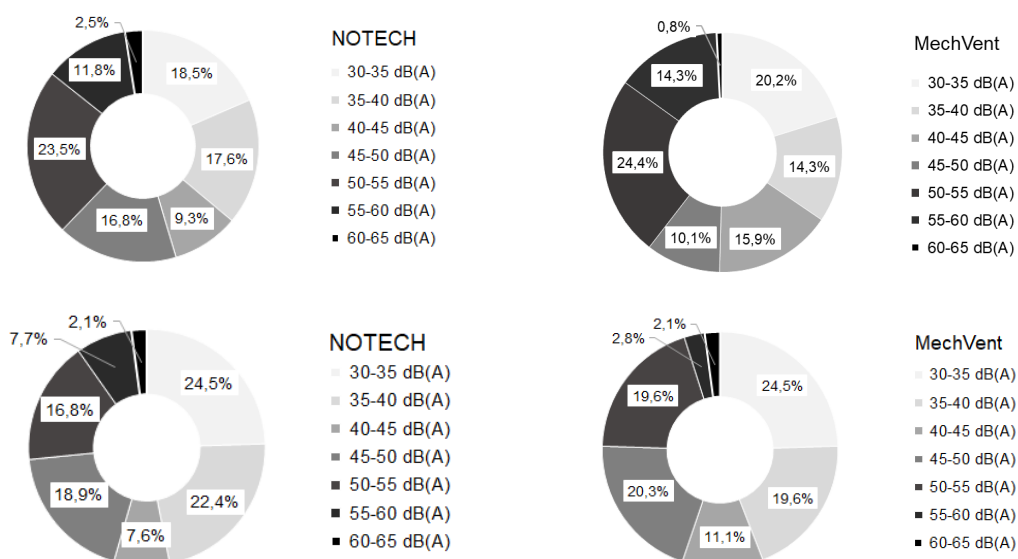 2,5%
11,8%
18,5%
23,5%
17,6%
16,8%
9,3%
NOTECH
30-35 dB(A)
35-40 dB(A)
40-45 dB(A)
45-50 dB(A)
50-55 dB(A)
55-60 dB(A)
60-65 dB(A)
0,8%
14,3%
20,2%
24,4%
14,3%
10,1%
15,9%
MechVent
30-35 dB(A)
35-40 dB(A)
40-45 dB(A)
45-50 dB(A)
50-55 dB(A)
55-60 dB(A)
60-65 dB(A)
2,1%
7,7%
24,5%
16,8%
18,9%
22,4%
7,6%
NOTECH
30-35 dB(A)
35-40 dB(A)
40-45 dB(A)
45-50 dB(A)
50-55 dB(A)
55-60 dB(A)
60-65 dB(A)
2,1%
2,8%
24,5%
19,6%
20,3%
19,6%
11,1%
MechVent
30-35 dB(A)
35-40 dB(A)
40-45 dB(A)
45-50 dB(A)
50-55 dB(A)
55-60 dB(A)
60-65 dB(A)